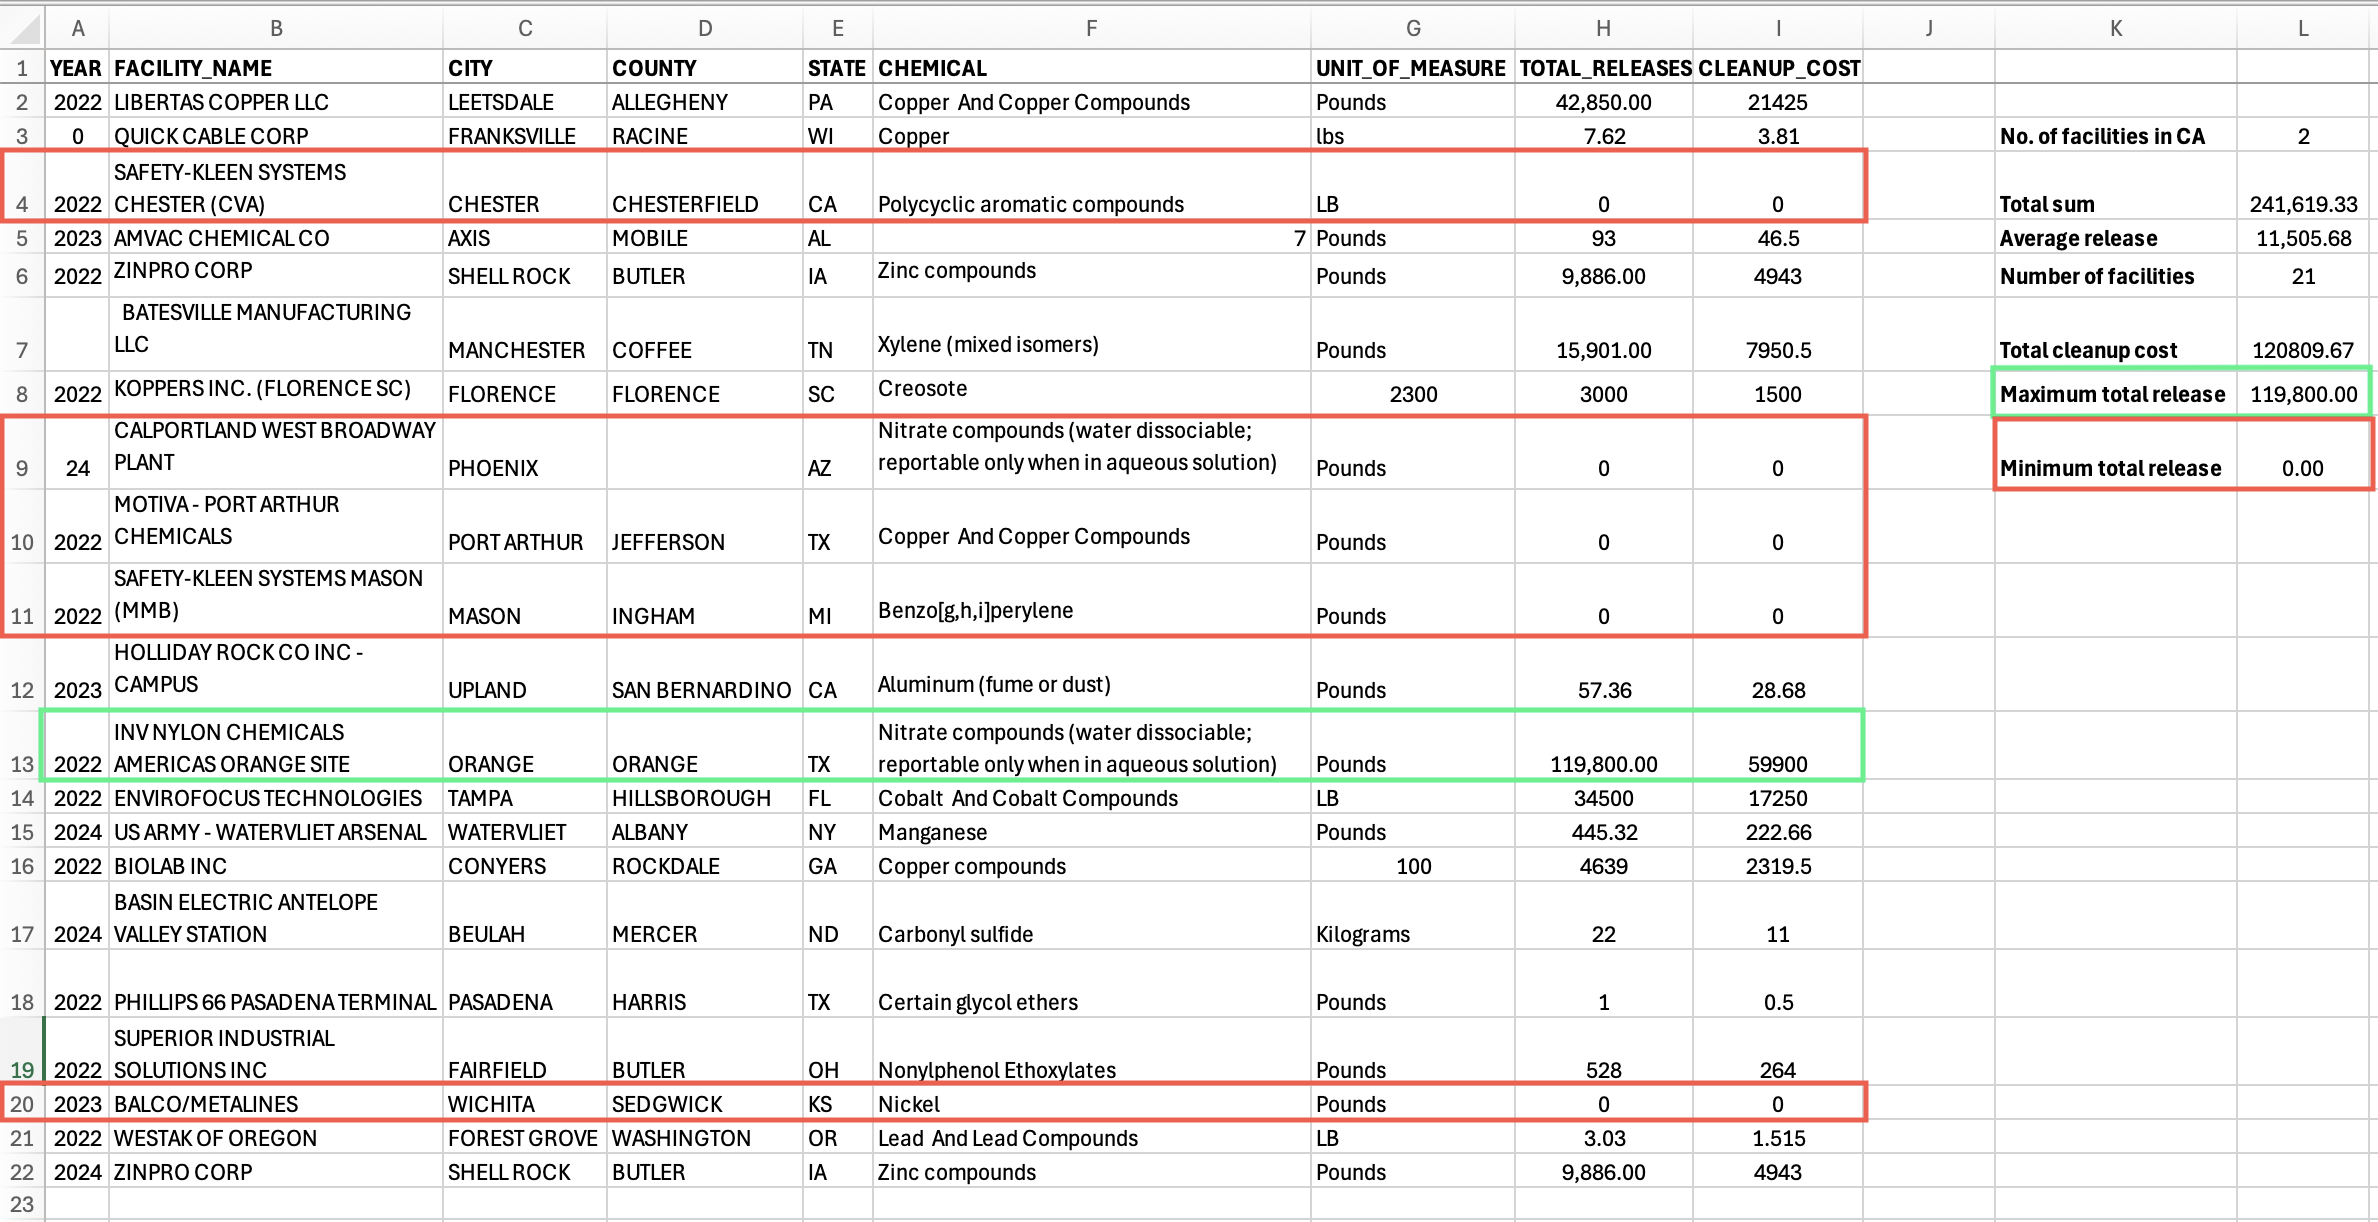 A B C D E F G H I J K L
1 YEAR FACILITY_NAME CITY COUNTY STATE CHEMICAL UNIT_OF_MEASURE TOTAL_RELEASES CLEANUP_COST
2 2022 LIBERTAS COPPER LLC LEETSDALE ALLEGHENY PA Copper  And Copper Compounds Pounds 42,850.00 21425
3 0 QUICK CABLE CORP FRANKSVILLE RACINE WI Copper lbs 7.62 3.81 No. of facilities in CA 2
SAFETY-KLEEN SYSTEMS
4 2022 CHESTER (CVA) CHESTER CHESTERFIELD CA Polycyclic aromatic compounds LB 0 0 Total sum 241,619.33
5 2023 AMVAC CHEMICAL CO AXIS MOBILE AL 7 Pounds 93 46.5 Average release 11,505.68
6 2022 ZINPRO CORP SHELL ROCK BUTLER IA Zinc compounds Pounds 9,886.00 4943 Number of facilities 21
BATESVILLE MANUFACTURING
7 LLC MANCHESTER COFFEE TN Xylene (mixed isomers) Pounds 15,901.00 7950.5 Total cleanup cost 120809.67
8 2022 KOPPERS INC. (FLORENCE SC) FLORENCE FLORENCE SC Creosote 2300 3000 1500 Maximum total release 119,800.00
CALPORTLAND WEST BROADWAY Nitrate compounds (water dissociable;
9 24 PLANT PHOENIX AZ reportable only when in aqueous solution) Pounds 0 0 Minimum total release 0.00
MOTIVA - PORT ARTHUR
10 2022 CHEMICALS PORT ARTHUR JEFFERSON TX Copper  And Copper Compounds Pounds 0 0
SAFETY-KLEEN SYSTEMS MASON
11 2022 (MMB) MASON INGHAM MI Benzo[g,h,i]perylene Pounds 0 0
HOLLIDAY ROCK CO INC -
12 2023 CAMPUS UPLAND SAN BERNARDINO CA Aluminum (fume or dust) Pounds 57.36 28.68
INV NYLON CHEMICALS Nitrate compounds (water dissociable;
13 2022 AMERICAS ORANGE SITE ORANGE ORANGE TX reportable only when in aqueous solution) Pounds 119,800.00 59900
14 2022 ENVIROFOCUS TECHNOLOGIES TAMPA HILLSBOROUGH FL Cobalt  And Cobalt Compounds LB 34500 17250
15 2024 US ARMY - WATERVLIET ARSENAL WATERVLIET ALBANY NY Manganese Pounds 445.32 222.66
16 2022 BIOLAB INC CONYERS ROCKDALE GA Copper compounds 100 4639 2319.5
BASIN ELECTRIC ANTELOPE
17 2024 VALLEY STATION BEULAH MERCER ND Carbonyl sulfide Kilograms 22 11
18 2022 PHILLIPS 66 PASADENA TERMINAL PASADENA HARRIS TX Certain glycol ethers Pounds 1 0.5
SUPERIOR INDUSTRIAL
19 2022 SOLUTIONS INC FAIRFIELD BUTLER OH Nonylphenol Ethoxylates Pounds 528 264
20 2023 BALCO/METALINES WICHITA SEDGWICK KS Nickel Pounds 0 0
21 2022 WESTAK OF OREGON FOREST GROVE WASHINGTON OR Lead  And Lead Compounds LB 3.03 1.515
22 2024 ZINPRO CORP SHELL ROCK BUTLER IA Zinc compounds Pounds 9,886.00 4943
23